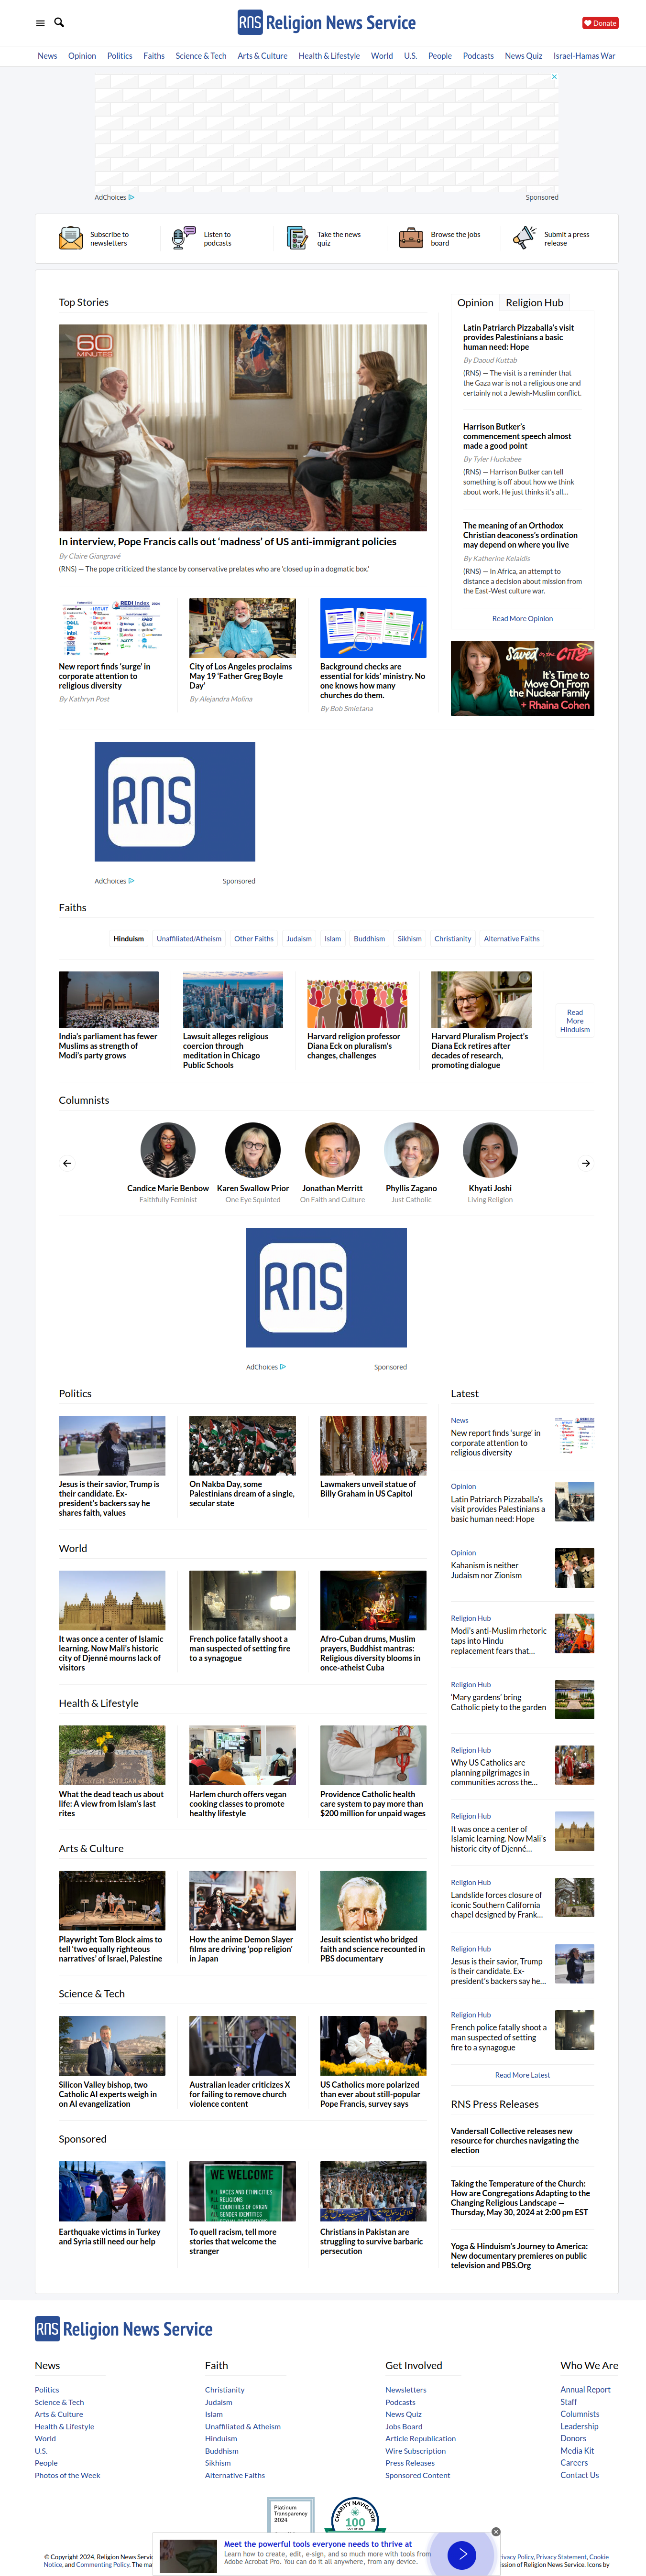 RNS Religion News Service
Donate
News
Opinion
Politics
Faiths
Science & Tech
Arts & Culture
Health & Lifestyle
World
U.S.
People
Podcasts
News Quiz
Israel-Hamas War
AdChoices
Sponsored
Subscribe to
newsletters
Listen to
podcasts
Take the news
quiz
Browse the jobs
board
Submit a press
release
Top Stories
60
MINUTES
In interview, Pope Francis calls out ‘madness’ of US anti-immigrant policies
By Claire Giangravé
(RNS) — The pope criticized the stance by conservative prelates who are 'closed up in a dogmatic box.'
REDI Index
DELL
intel
New report finds ‘surge’ in
corporate attention to
religious diversity
By Kathryn Post
City of Los Angeles proclaims
May 19 ‘Father Greg Boyle
Day’
By Alejandra Molina
Background checks are
essential for kids’ ministry. No
one knows how many
churches do them.
By Bob Smietana
Opinion
Religion Hub
Latin Patriarch Pizzaballa’s visit
provides Palestinians a basic
human need: Hope
By Daoud Kuttab
(RNS) — The visit is a reminder that
the Gaza war is not a religious one and
certainly not a Jewish-Muslim conflict.
Harrison Butker’s
commencement speech almost
made a good point
By Tyler Huckabee
(RNS) — Harrison Butker can tell
something is off about how we think
about work. He just thinks it's all...
The meaning of an Orthodox
Christian deaconess’s ordination
may depend on where you live
By Katherine Kelaidis
(RNS) — In Africa, an attempt to
distance a decision about mission from
the East-West culture war.
Read More Opinion
Saved by the CITY
It's Time to
Move On From
the Nuclear Family
+ Rhaina Cohen
RNS
AdChoices
Sponsored
Faiths
Hinduism
Unaffiliated/Atheism
Other Faiths
Judaism
Islam
Buddhism
Sikhism
Christianity
Alternative Faiths
India’s parliament has fewer
Muslims as strength of
Modi’s party grows
Lawsuit alleges religious
coercion through
meditation in Chicago
Public Schools
Harvard religion professor
Diana Eck on pluralism’s
changes, challenges
Harvard Pluralism Project’s
Diana Eck retires after
decades of research,
promoting dialogue
Read
More
Hinduism
Columnists
Candice Marie Benbow
Faithfully Feminist
Karen Swallow Prior
One Eye Squinted
Jonathan Merritt
On Faith and Culture
Phyllis Zagano
Just Catholic
Khyati Joshi
Living Religion
RNS
AdChoices
Sponsored
Politics
Jesus is their savior, Trump is
their candidate. Ex-
president’s backers say he
shares faith, values
On Nakba Day, some
Palestinians dream of a single,
secular state
Lawmakers unveil statue of
Billy Graham in US Capitol
World
It was once a center of Islamic
learning. Now Mali’s historic
city of Djenné mourns lack of
visitors
French police fatally shoot a
man suspected of setting fire
to a synagogue
Afro-Cuban drums, Muslim
prayers, Buddhist mantras:
Religious diversity blooms in
once-atheist Cuba
Health & Lifestyle
What the dead teach us about
life: A view from Islam’s last
rites
Harlem church offers vegan
cooking classes to promote
healthy lifestyle
Providence Catholic health
care system to pay more than
$200 million for unpaid wages
Arts & Culture
Playwright Tom Block aims to
tell ‘two equally righteous
narratives’ of Israel, Palestine
How the anime Demon Slayer
films are driving ‘pop religion’
in Japan
Jesuit scientist who bridged
faith and science recounted in
PBS documentary
Science & Tech
Silicon Valley bishop, two
Catholic AI experts weigh in
on AI evangelization
Australian leader criticizes X
for failing to remove church
violence content
US Catholics more polarized
than ever about still-popular
Pope Francis, survey says
Sponsored
Earthquake victims in Turkey
and Syria still need our help
WE WELCOME
ALL RACES AND ETHNICITIES
ALL RELIGIONS
ALL COUNTRIES OF ORIGIN
ALL GENDER IDENTITIES
To quell racism, tell more
stories that welcome the
stranger
Christians in Pakistan are
struggling to survive barbaric
persecution
Latest
News
New report finds ‘surge’ in
corporate attention to
religious diversity
Opinion
Latin Patriarch Pizzaballa’s
visit provides Palestinians a
basic human need: Hope
Opinion
Kahanism is neither
Judaism nor Zionism
Religion Hub
Modi’s anti-Muslim rhetoric
taps into Hindu
replacement fears that...
Religion Hub
‘Mary gardens’ bring
Catholic piety to the garden
Religion Hub
Why US Catholics are
planning pilgrimages in
communities across the...
Religion Hub
It was once a center of
Islamic learning. Now Mali’s
historic city of Djenné...
Religion Hub
Landslide forces closure of
iconic Southern California
chapel designed by Frank...
Religion Hub
Jesus is their savior, Trump
is their candidate. Ex-
president’s backers say he...
Religion Hub
French police fatally shoot a
man suspected of setting
fire to a synagogue
Read More Latest
RNS Press Releases
Vandersall Collective releases new
resource for churches navigating the
election
Taking the Temperature of the Church:
How are Congregations Adapting to the
Changing Religious Landscape —
Thursday, May 30, 2024 at 2:00 pm EST
Yoga & Hinduism’s Journey to America:
New documentary premieres on public
television and PBS.Org
RNS Religion News Service
News
Politics
Science & Tech
Arts & Culture
Health & Lifestyle
World
U.S.
People
Photos of the Week
Faith
Christianity
Judaism
Islam
Unaffiliated & Atheism
Hinduism
Buddhism
Sikhism
Alternative Faiths
Get Involved
Newsletters
Podcasts
News Quiz
Jobs Board
Article Republication
Wire Subscription
Press Releases
Sponsored Content
Who We Are
Annual Report
Staff
Columnists
Leadership
Donors
Media Kit
Careers
Contact Us
Platinum
Transparency
2024
CHARITY NAVIGATOR
100
© Copyright 2024, Religion News Servic
rivacy Policy, Privacy Statement, Cookie
Notice, and Commenting Policy. The ma
ission of Religion News Service. Icons by
Meet the powerful tools everyone needs to thrive at
Learn how to create, edit, e-sign, and so much more with tools from
Adobe Acrobat Pro. You can do it all anywhere, from any device.